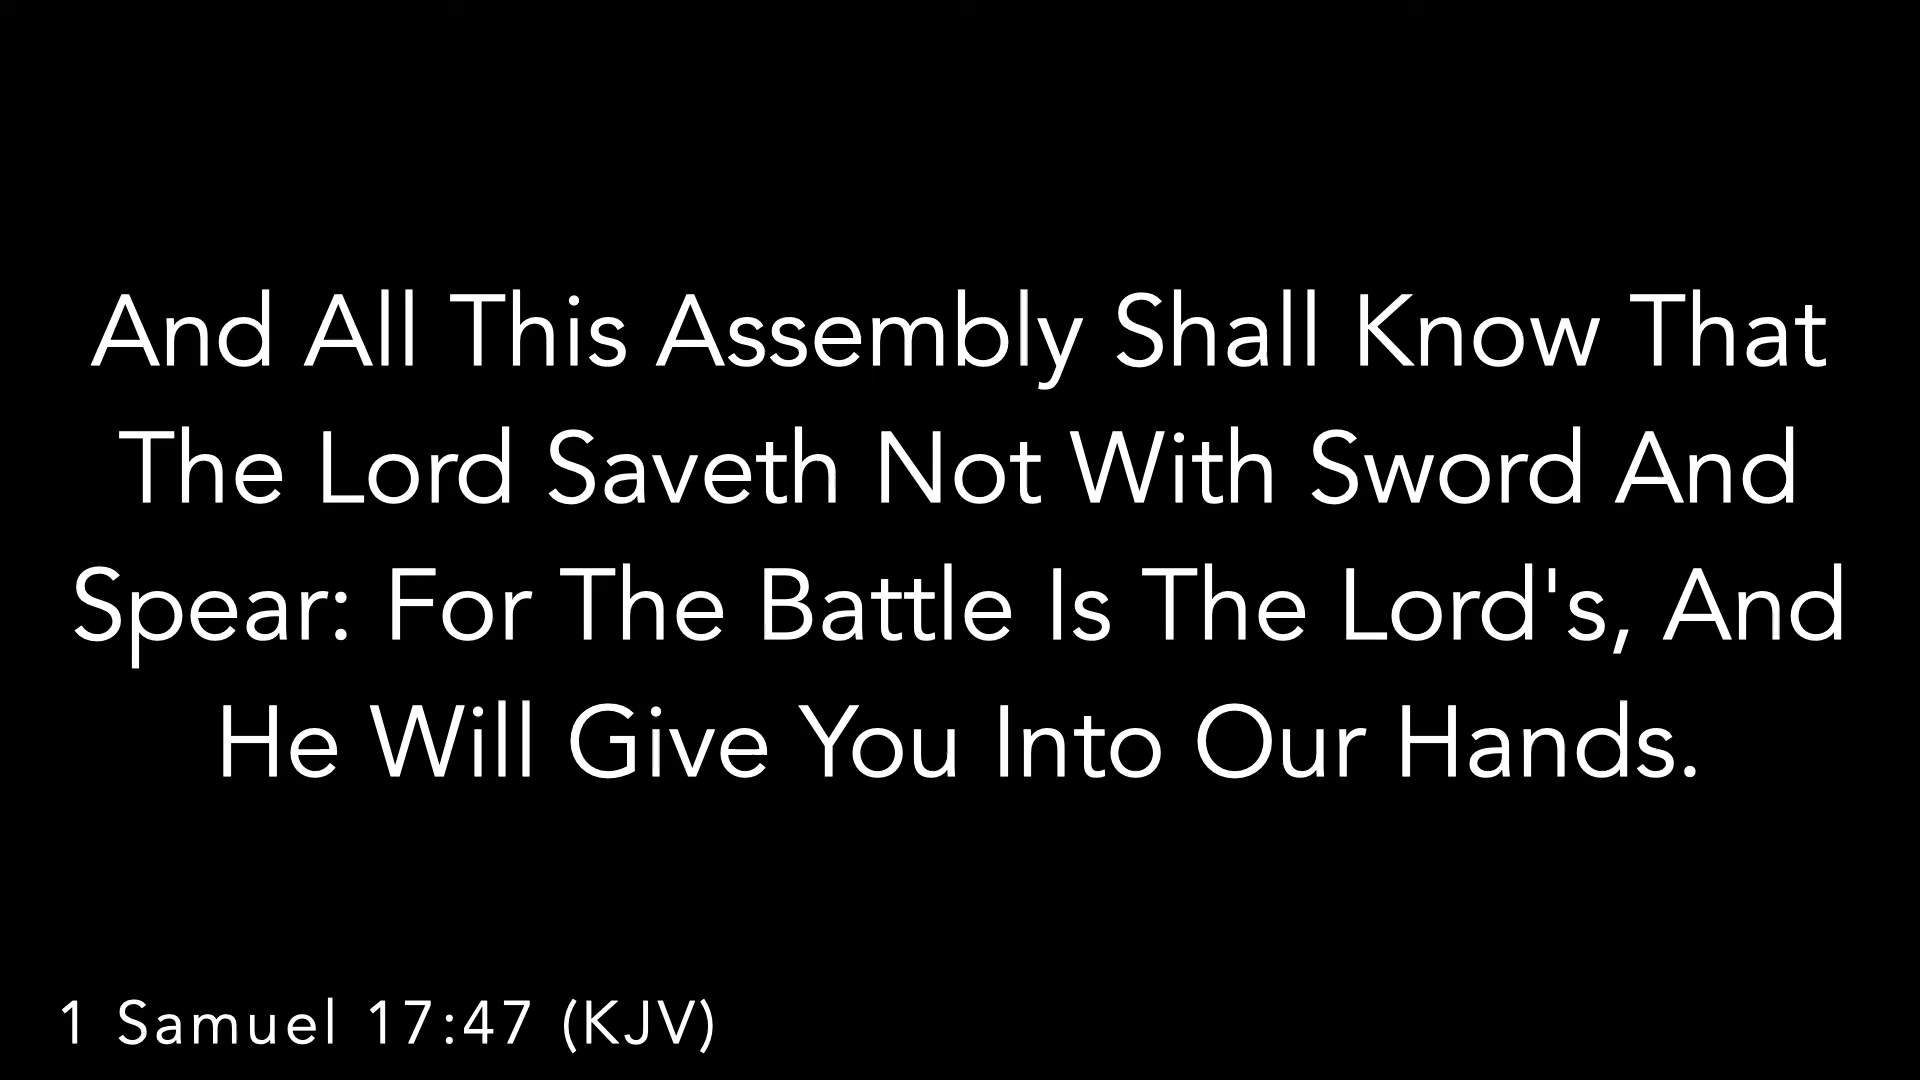 And All This Assembly Shall Know That
The Lord Saveth Not With Sword And
Spear: For The Battle Is The Lord's, And
He Will Give You Into Our Hands.
1 Samuel 17:47 (KJV)